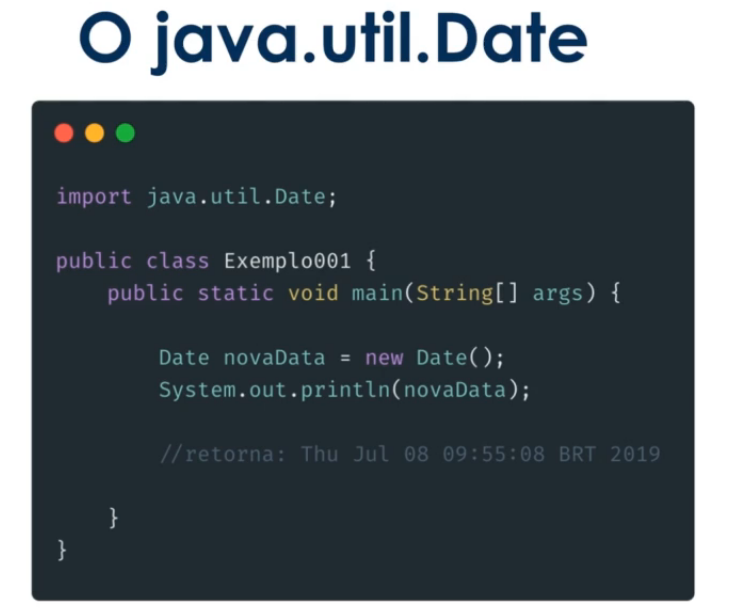 O java.util.Date
import java.util.Date;
public class Exemplo001 {
public static void main(String[] args) {
Date novaData = new Date();
System.out.println(novaData);
//retorna: Thu Jul 08 09:55:08 BRT 2019
}
}